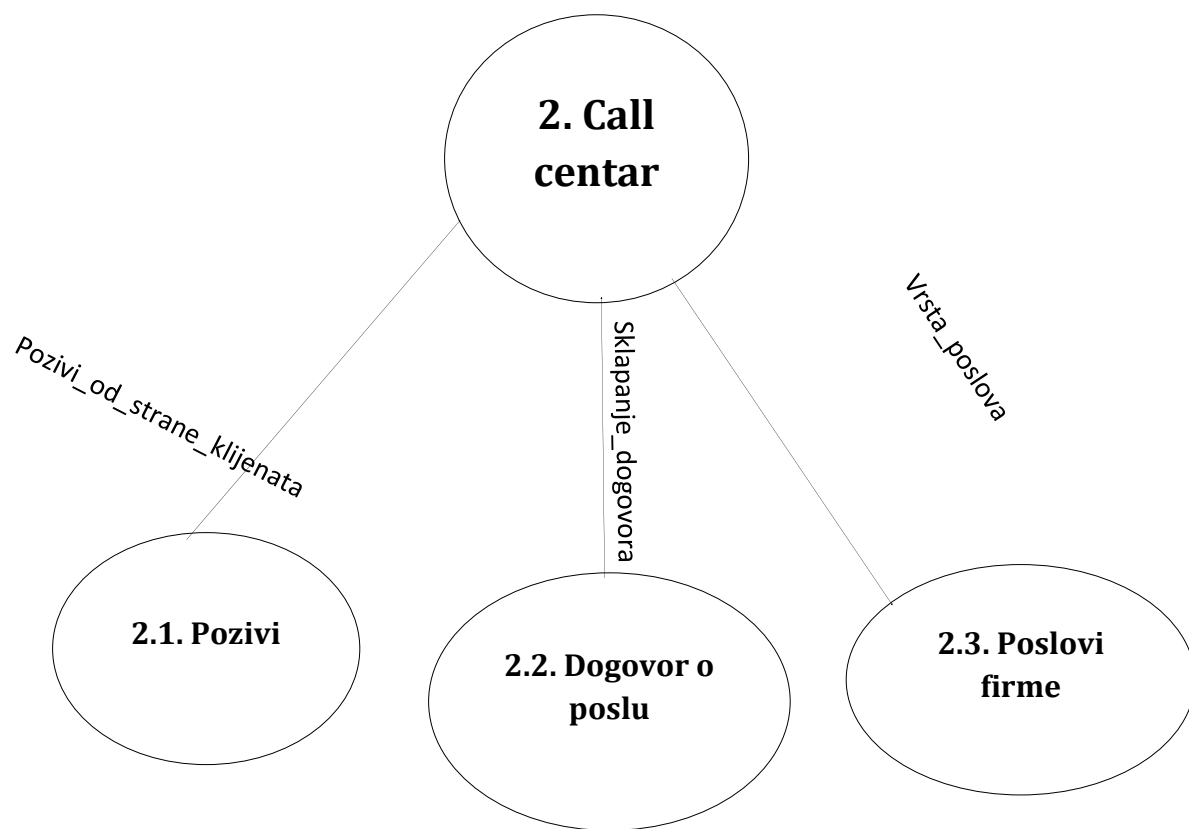 2. Call
centar
Vrsta_poslova
Pozivi_od_strane_klijenata
Sklapanje_dogovora
2.1. Pozivi
2.2. Dogovor o
poslu
2.3. Poslovi
firme